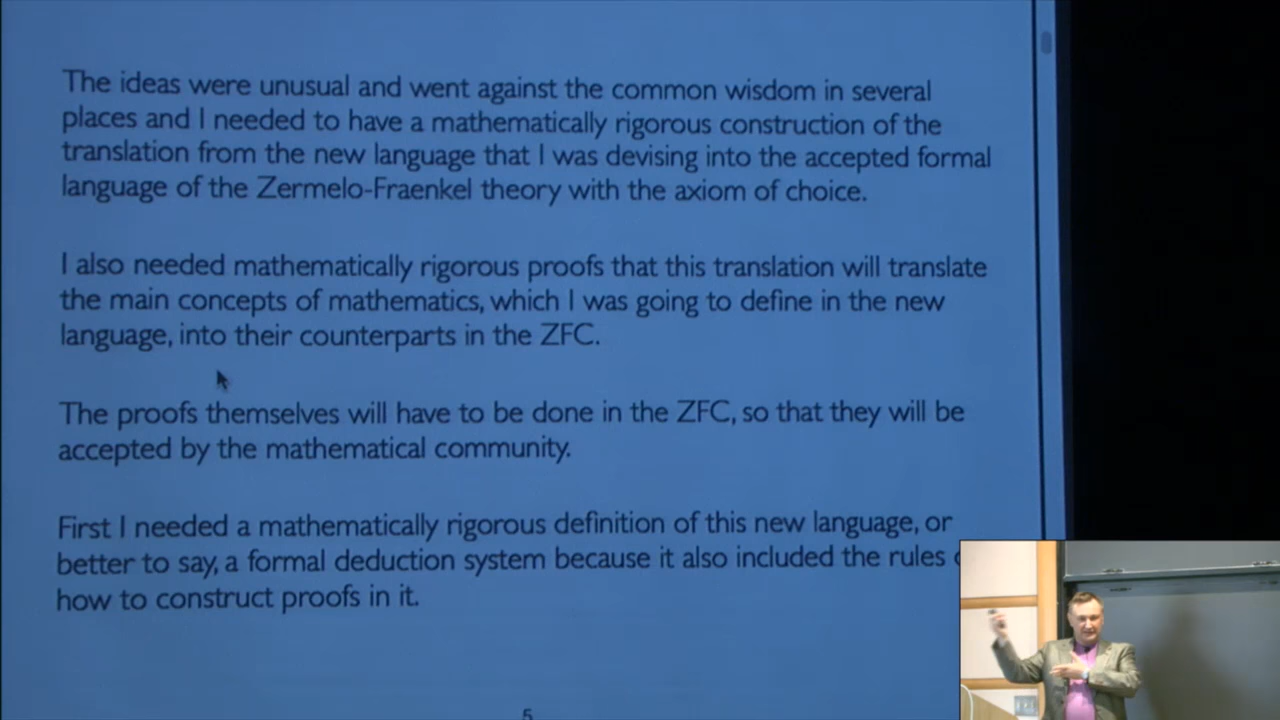 The ideas were unusual and went against the common wisdom in several
places and I needed to have a mathematically rigorous construction of the
translation from the new language that I was devising into the accepted formal
language of the Zermelo-Fraenkel theory with the axiom of choice.
I also needed mathematically rigorous proofs that this translation will translate
the main concepts of mathematics, which I was going to define in the new
language, into their counterparts in the ZFC.
The proofs themselves will have to be done in the ZFC, so that they will be
accepted by the mathematical community.
First I needed a mathematically rigorous definition of this new language, or
better to say, a formal deduction system because it also included the rules
how to construct proofs in it.
5